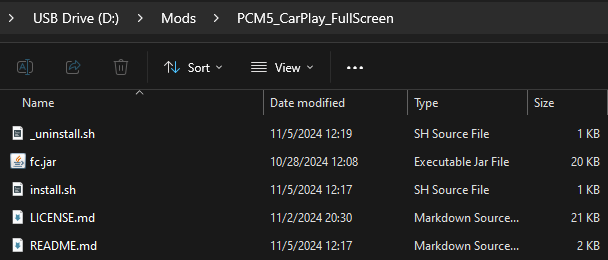 USB Drive (D:) > Mods > PCM5_CarPlay_FullScreen
Sort View ...
Name Date modified Type Size
_uninstall.sh 11/5/2024 12:19 SH Source File 1 KB
fc.jar 10/28/2024 12:08 Executable Jar File 20 KB
install.sh 11/5/2024 12:17 SH Source File 1 KB
LICENSE.md 11/2/2024 20:30 Markdown Source... 21 KB
README.md 11/5/2024 12:17 Markdown Source... 2 KB